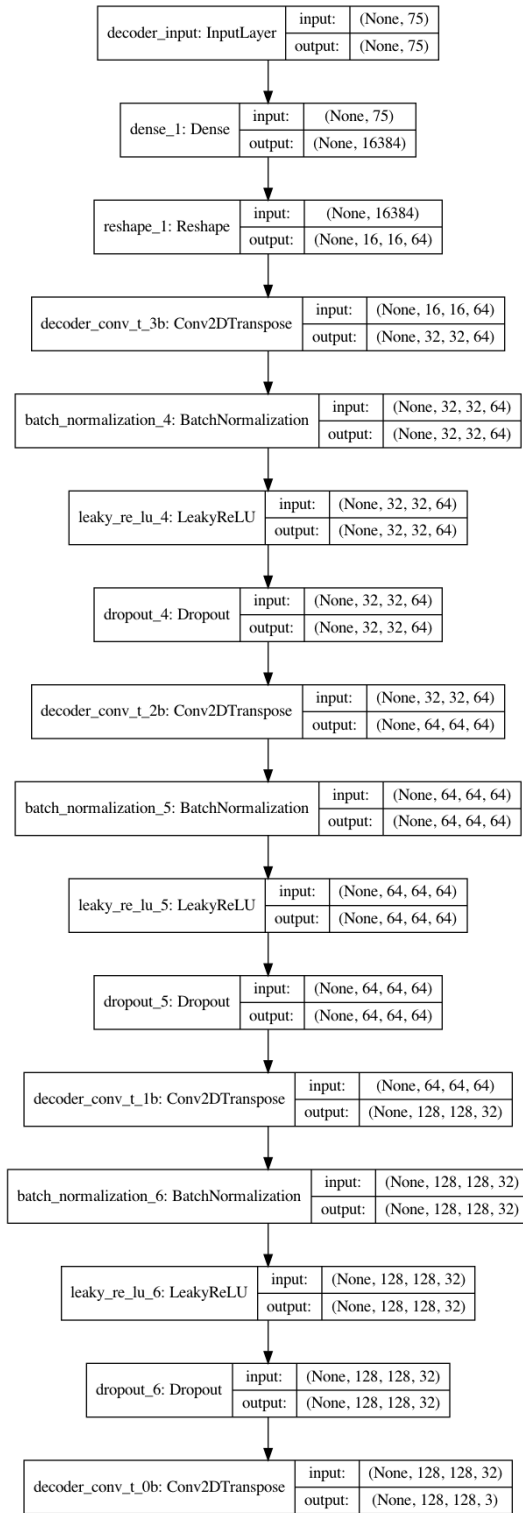 decoder_input: InputLayer
input: (None, 75)
output: (None, 75)
dense_1: Dense
input: (None, 75)
output: (None, 16384)
reshape_1: Reshape
input: (None, 16384)
output: (None, 16, 16, 64)
decoder_conv_t_3b: Conv2DTranspose
input: (None, 16, 16, 64)
output: (None, 32, 32, 64)
batch_normalization_4: BatchNormalization
input: (None, 32, 32, 64)
output: (None, 32, 32, 64)
leaky_re_lu_4: LeakyReLU
input: (None, 32, 32, 64)
output: (None, 32, 32, 64)
dropout_4: Dropout
input: (None, 32, 32, 64)
output: (None, 32, 32, 64)
decoder_conv_t_2b: Conv2DTranspose
input: (None, 32, 32, 64)
output: (None, 64, 64, 64)
batch_normalization_5: BatchNormalization
input: (None, 64, 64, 64)
output: (None, 64, 64, 64)
leaky_re_lu_5: LeakyReLU
input: (None, 64, 64, 64)
output: (None, 64, 64, 64)
dropout_5: Dropout
input: (None, 64, 64, 64)
output: (None, 64, 64, 64)
decoder_conv_t_1b: Conv2DTranspose
input: (None, 64, 64, 64)
output: (None, 128, 128, 32)
batch_normalization_6: BatchNormalization
input: (None, 128, 128, 32)
output: (None, 128, 128, 32)
leaky_re_lu_6: LeakyReLU
input: (None, 128, 128, 32)
output: (None, 128, 128, 32)
dropout_6: Dropout
input: (None, 128, 128, 32)
output: (None, 128, 128, 32)
decoder_conv_t_0b: Conv2DTranspose
input: (None, 128, 128, 32)
output: (None, 128, 128, 3)